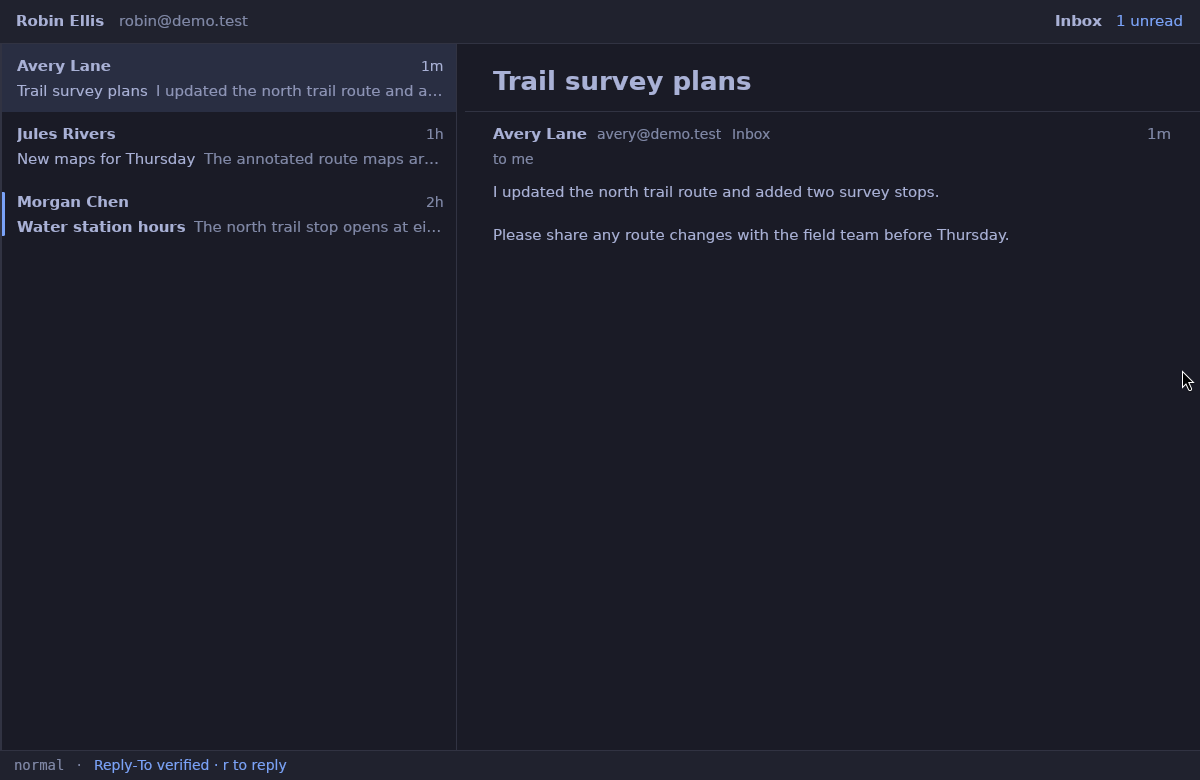 Robin Ellis robin@demo.test
Inbox 1 unread
Avery Lane 1m
Trail survey plans I updated the north trail route and a…
Jules Rivers 1h
New maps for Thursday The annotated route maps ar…
Morgan Chen 2h
Water station hours The north trail stop opens at ei…
Trail survey plans
Avery Lane avery@demo.test Inbox 1m
to me
I updated the north trail route and added two survey stops.
Please share any route changes with the field team before Thursday.
normal · Reply-To verified · r to reply